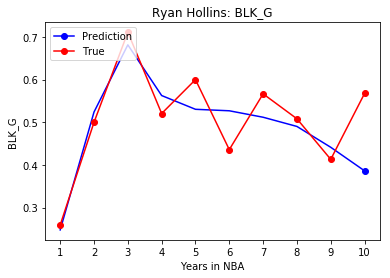 Ryan Hollins: BLK_G
Prediction
True
0.7
0.6
0.5
0.4
0.3
BLK_G
1 2 3 4 5 6 7 8 9 10
Years in NBA